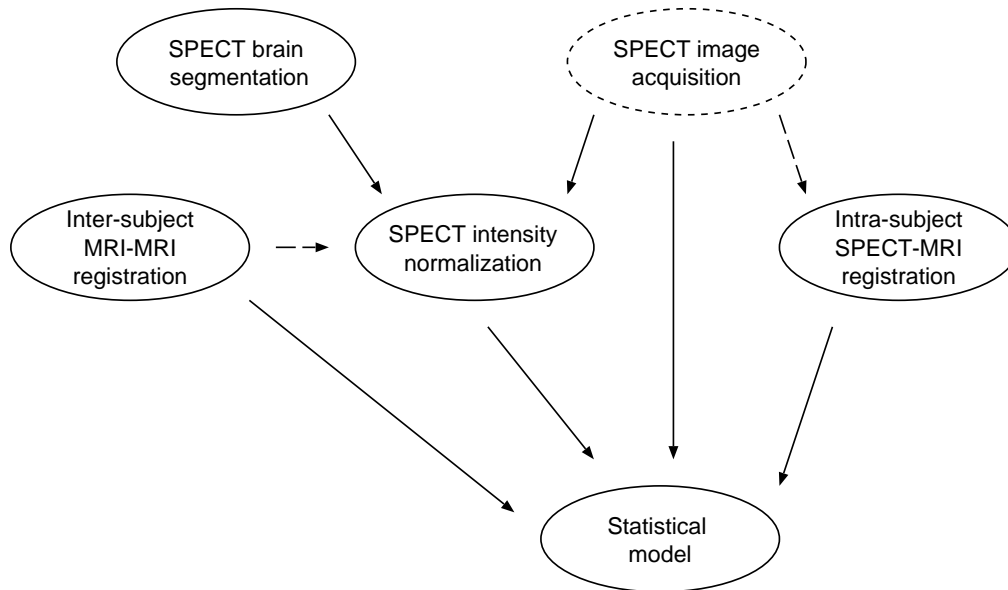 SPECT brain
segmentation
SPECT image
acquisition
Inter-subject
MRI-MRI
registration
SPECT intensity
normalization
Intra-subject
SPECT-MRI
registration
Statistical
model